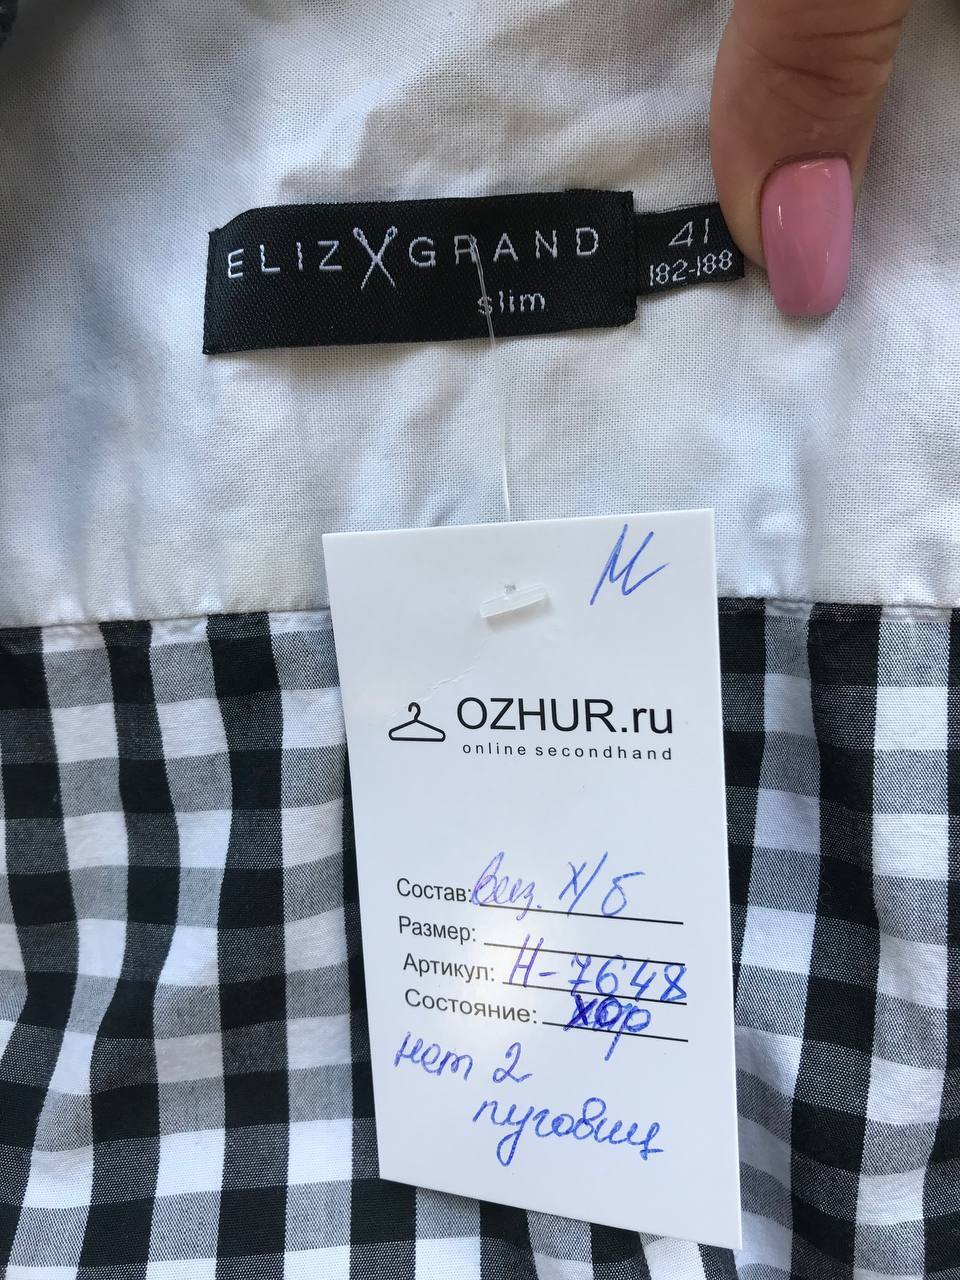 ELIZ X GRAND
slim
41
182-188
М
OZHUR.ru
online secondhand
Состав: виз. х/б
Размер:
Артикул: Н-7648
Состояние: хор
нет 2
пуговиц